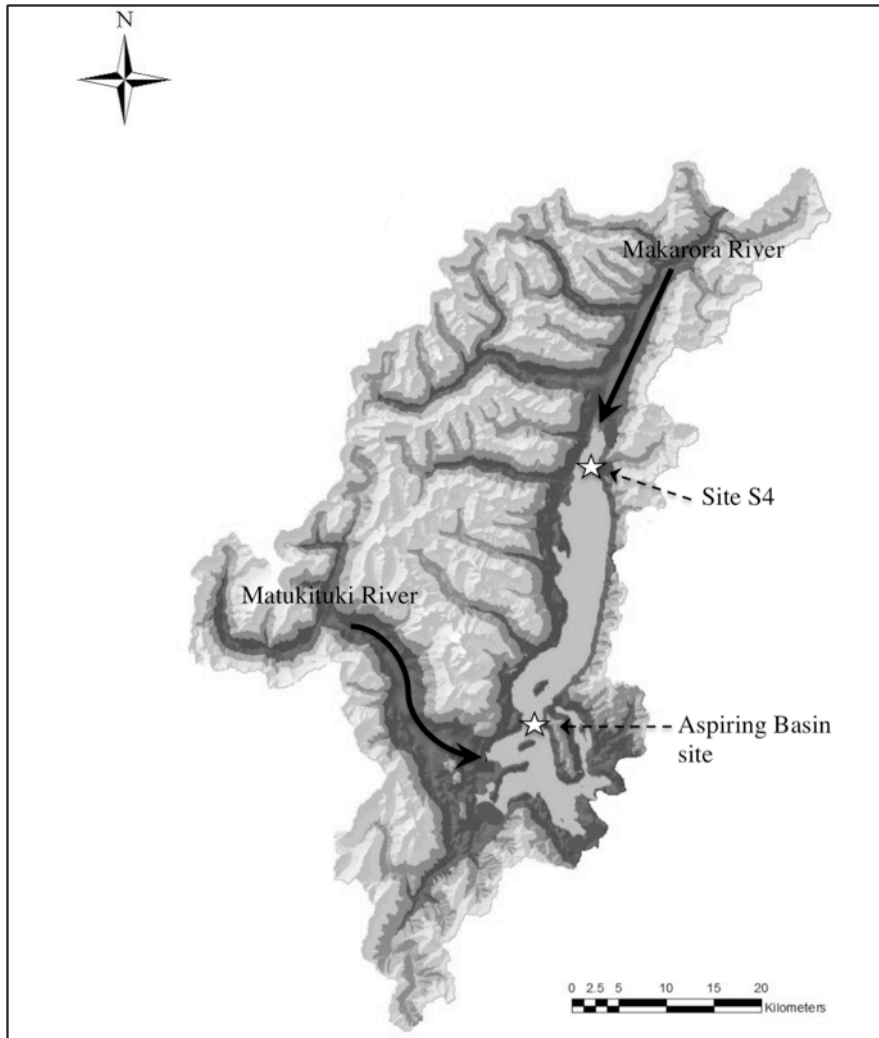 N
Makarora River
Site S4
Matukituki River
Aspiring Basin
site
0 2.5 5 10 15 20
Kilometers